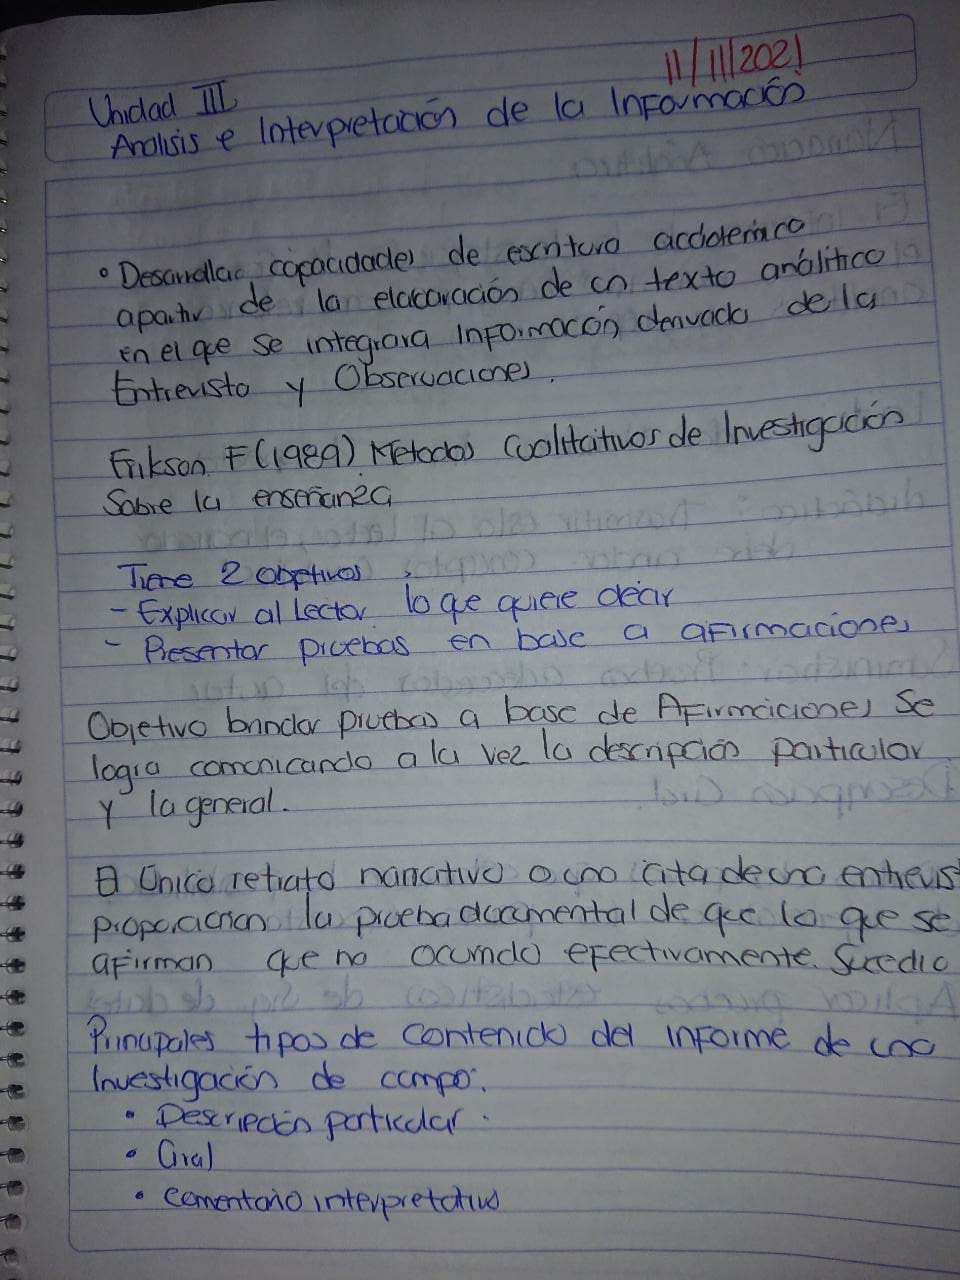 11/11/2021
Unidad III
Analisis e Interpretación de la Información
• Desarrollar capacidades de escritura acddotemico
apartir de la elaboración de un texto análitico
en el que se integrara Información derivada de la
Entrevista y Observaciones.
Erikson F (1989) Metodos Cualitativos de Investigación
Sobre la enseñanza
Tiene 2 objetivos
- Explicar al Lector lo que quiere decir
- Presentar pruebas en base a afirmaciones
Objetivo brindar pruebas a base de Afirmaciones Se
logra comunicando a la vez la descripción particular
y la general.
El Unico retrato narrativo o una cita de una entrevis
proporcionan la prueba documental de que lo que se
afirman que no ocurrido efectivamente. Sucedio
Principales tipos de contenido del informe de una
Investigación de campo:
• Descripción particular.
• Gral
• comentario interpretativo